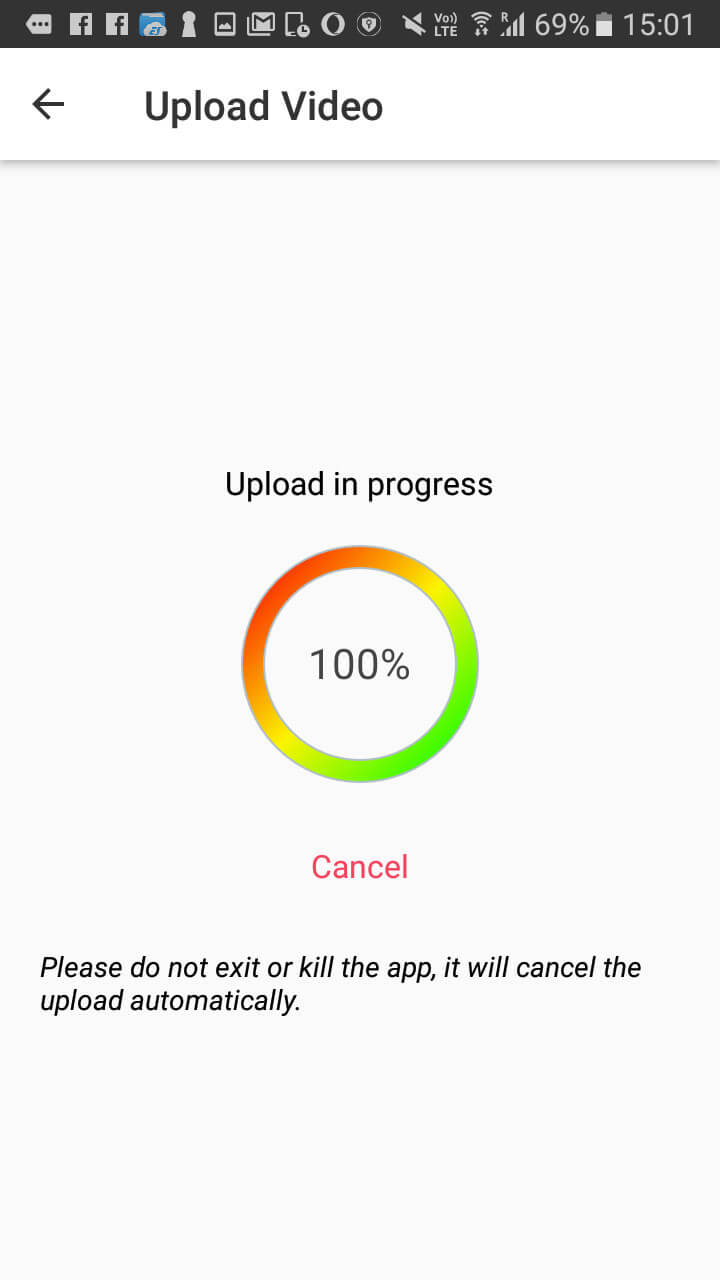 Vo)) LTE R 69% 15:01
Upload Video
Upload in progress
100%
Cancel
Please do not exit or kill the app, it will cancel the
upload automatically.